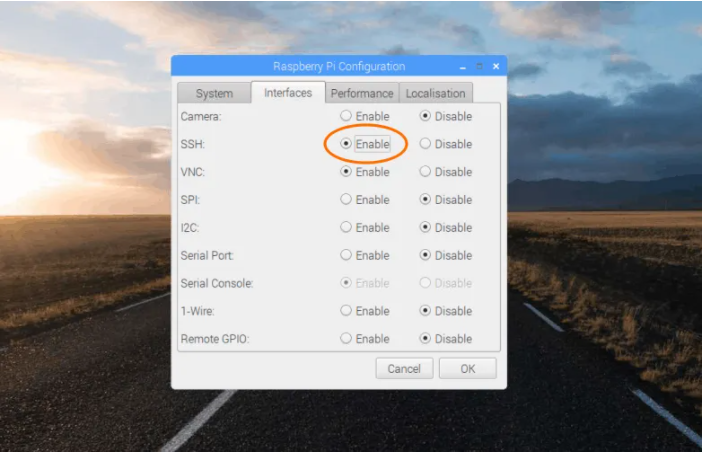 Raspberry Pi Configuration
System Interfaces Performance Localisation
Camera: Enable Disable
SSH: Enable Disable
VNC: Enable Disable
SPI: Enable Disable
I2C: Enable Disable
Serial Port: Enable Disable
Serial Console: Enable Disable
1-Wire: Enable Disable
Remote GPIO: Enable Disable
Cancel OK